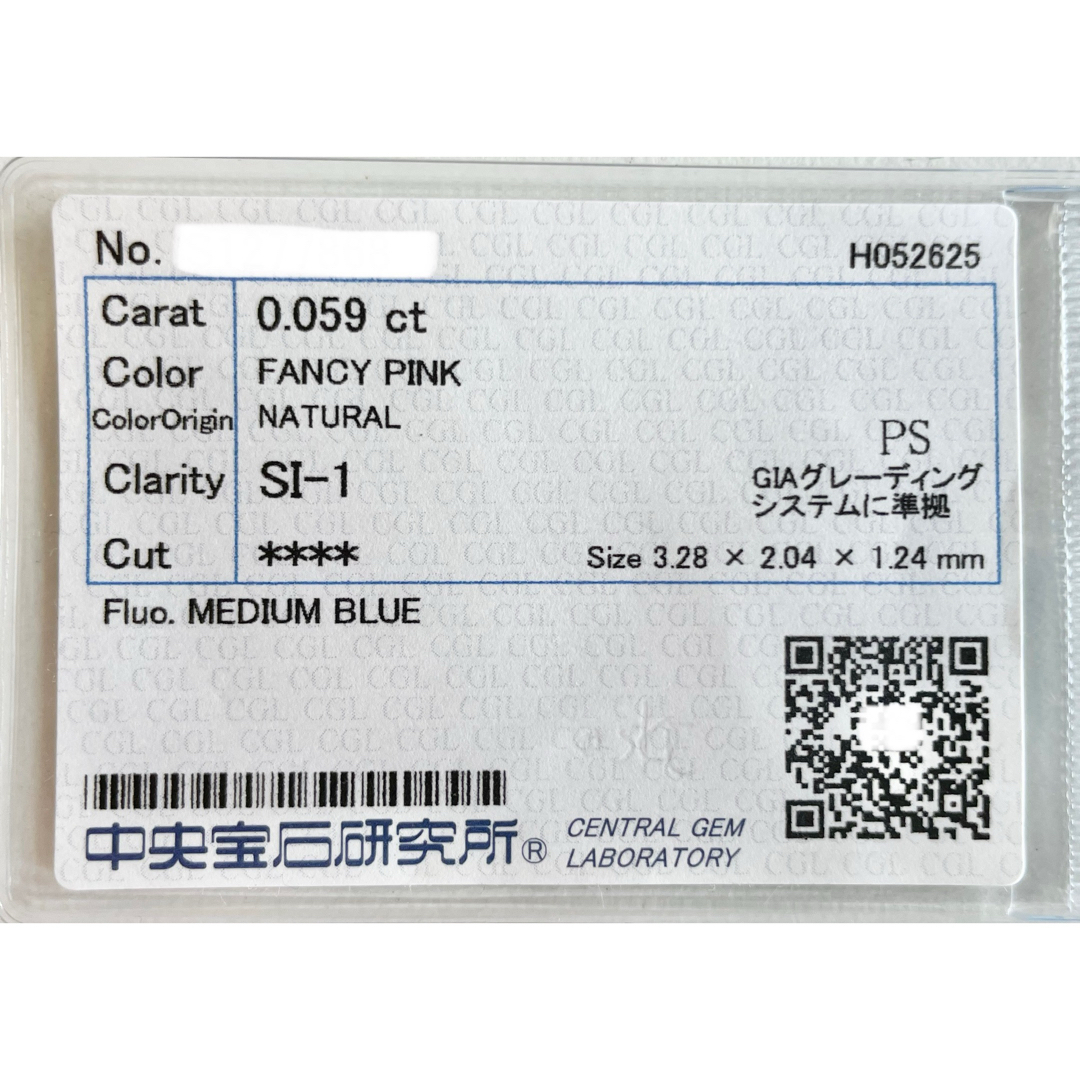 No.
H052625
Carat 0.059 ct
Color FANCY PINK
ColorOrigin NATURAL
Clarity SI-1
PS
GIAグレーディング
システムに準拠
Cut ****
Size 3.28 × 2.04 × 1.24 mm
Fluo. MEDIUM BLUE
中央宝石研究所®
CENTRAL GEM
LABORATORY